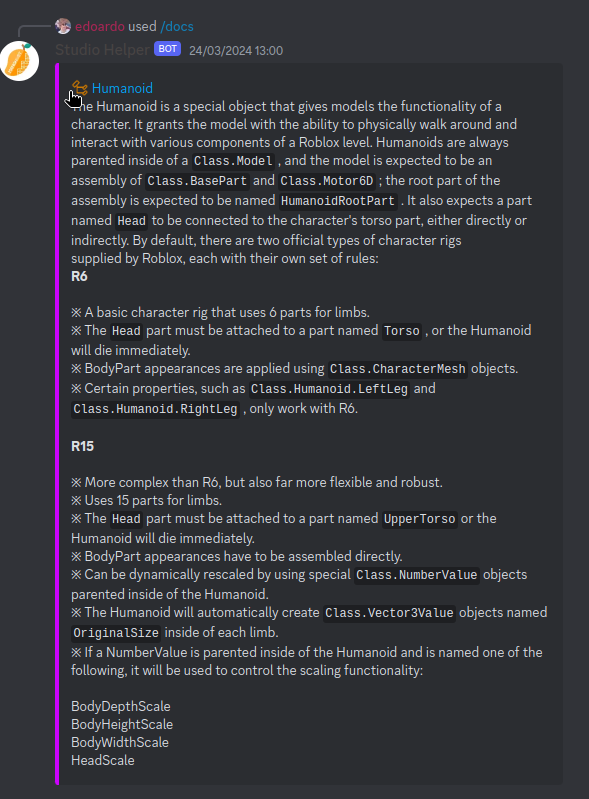 edoardo used /docs
Studio Helper BOT 24/03/2024 13:00
Humanoid
The Humanoid is a special object that gives models the functionality of a
character. It grants the model with the ability to physically walk around and
interact with various components of a Roblox level. Humanoids are always
parented inside of a Class.Model , and the model is expected to be an
assembly of Class.BasePart and Class.Motor6D ; the root part of the
assembly is expected to be named HumanoidRootPart . It also expects a part
named Head to be connected to the character's torso part, either directly or
indirectly. By default, there are two official types of character rigs
supplied by Roblox, each with their own set of rules:
R6
※ A basic character rig that uses 6 parts for limbs.
※ The Head part must be attached to a part named Torso , or the Humanoid
will die immediately.
※ BodyPart appearances are applied using Class.CharacterMesh objects.
※ Certain properties, such as Class.Humanoid.LeftLeg and
Class.Humanoid.RightLeg , only work with R6.
R15
※ More complex than R6, but also far more flexible and robust.
※ Uses 15 parts for limbs.
※ The Head part must be attached to a part named UpperTorso or the
Humanoid will die immediately.
※ BodyPart appearances have to be assembled directly.
※ Can be dynamically rescaled by using special Class.NumberValue objects
parented inside of the Humanoid.
※ The Humanoid will automatically create Class.Vector3Value objects named
OriginalSize inside of each limb.
※ If a NumberValue is parented inside of the Humanoid and is named one of the
following, it will be used to control the scaling functionality:
BodyDepthScale
BodyHeightScale
BodyWidthScale
HeadScale